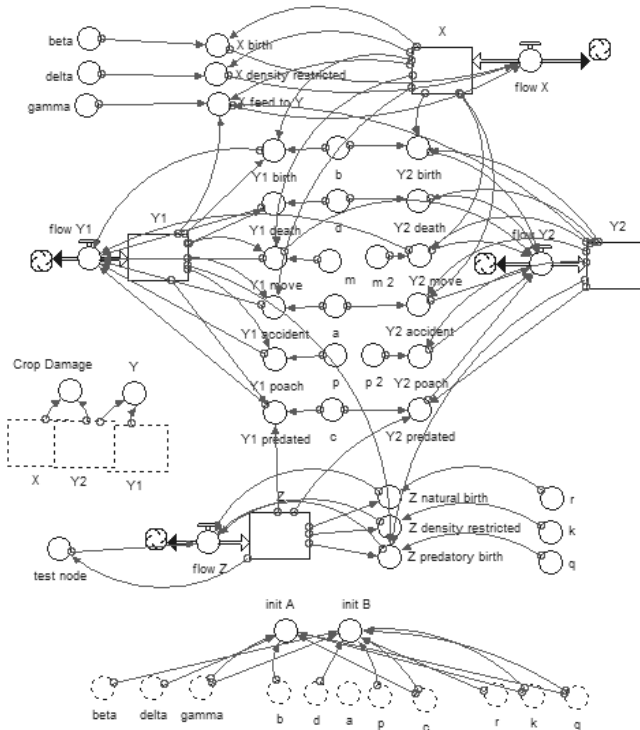 X
beta
X birth
delta
X density restricted
flow X
gamma
X feed to Y
Y1 birth
b
Y2 birth
flow Y1
Y1
Y1 death
d
Y2 death
flow Y2
Y2
Y1 move
m
m 2
Y2 move
Y1 accident
a
Y2 accident
Crop Damage
Y
Y1 poach
p
p 2
Y2 poach
Y1 predated
c
Y2 predated
X
Y2
Y1
Z
Z natural birth
r
Z density restricted
k
flow Z
Z predatory birth
q
test node
init A
init B
beta
delta
gamma
b
d
a
p
c
r
k
q